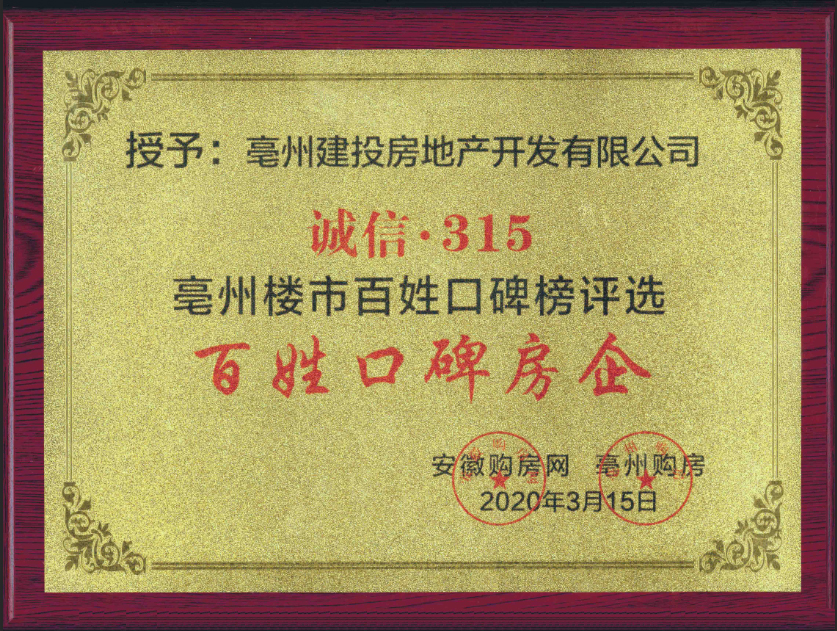 授予：亳州建投房地产开发有限公司
诚信·315
亳州楼市百姓口碑榜评选
百姓口碑房企
安徽购房网 亳州购房
2020年3月15日